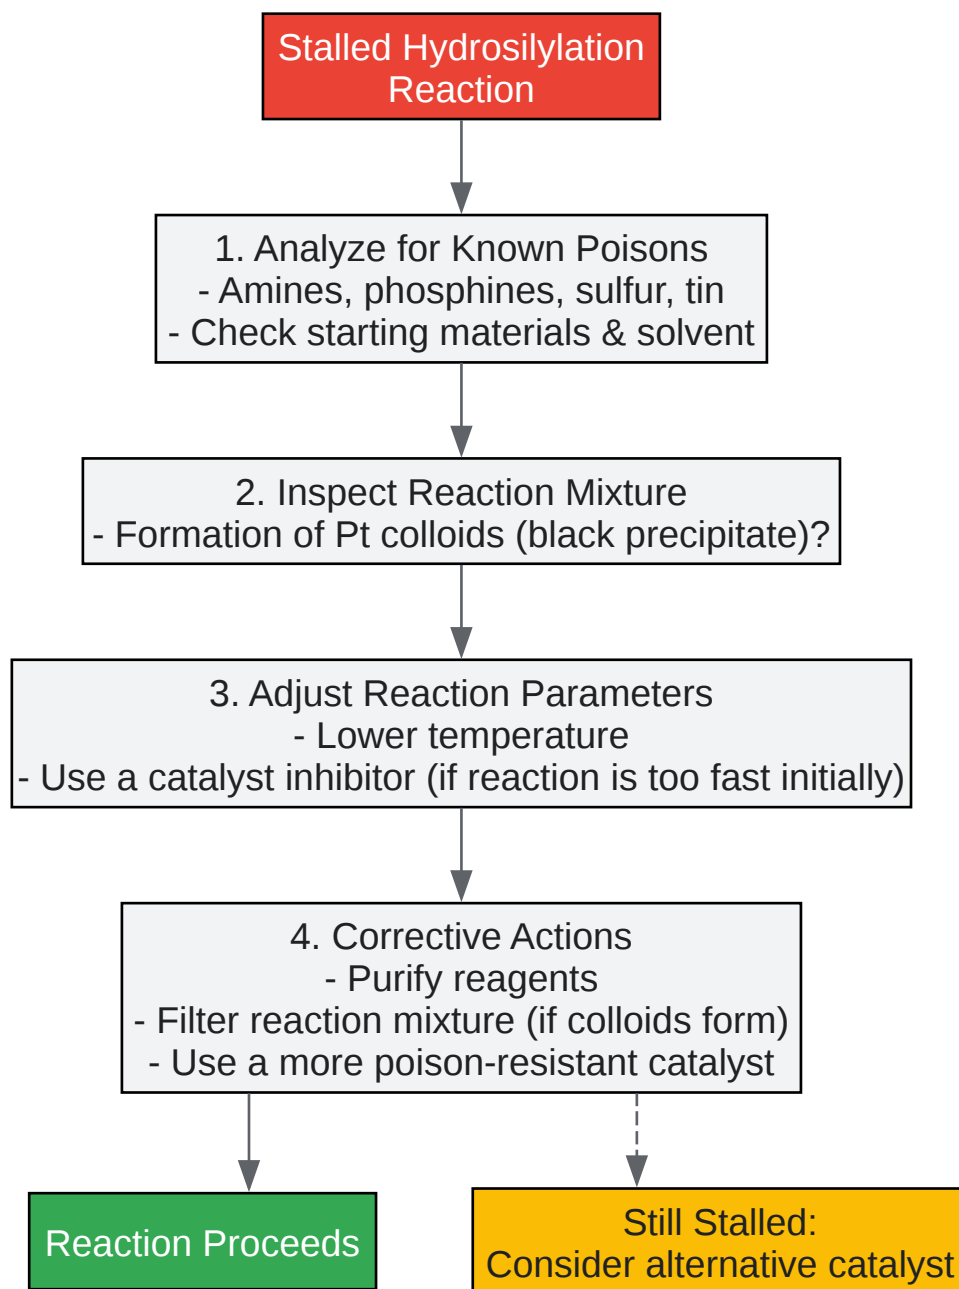 Stalled Hydrosilylation
Reaction
1. Analyze for Known Poisons
- Amines, phosphines, sulfur, tin
- Check starting materials & solvent
2. Inspect Reaction Mixture
- Formation of Pt colloids (black precipitate)?
3. Adjust Reaction Parameters
- Lower temperature
- Use a catalyst inhibitor (if reaction is too fast initially)
4. Corrective Actions
- Purify reagents
- Filter reaction mixture (if colloids form)
- Use a more poison-resistant catalyst
Reaction Proceeds
Still Stalled:
Consider alternative catalyst